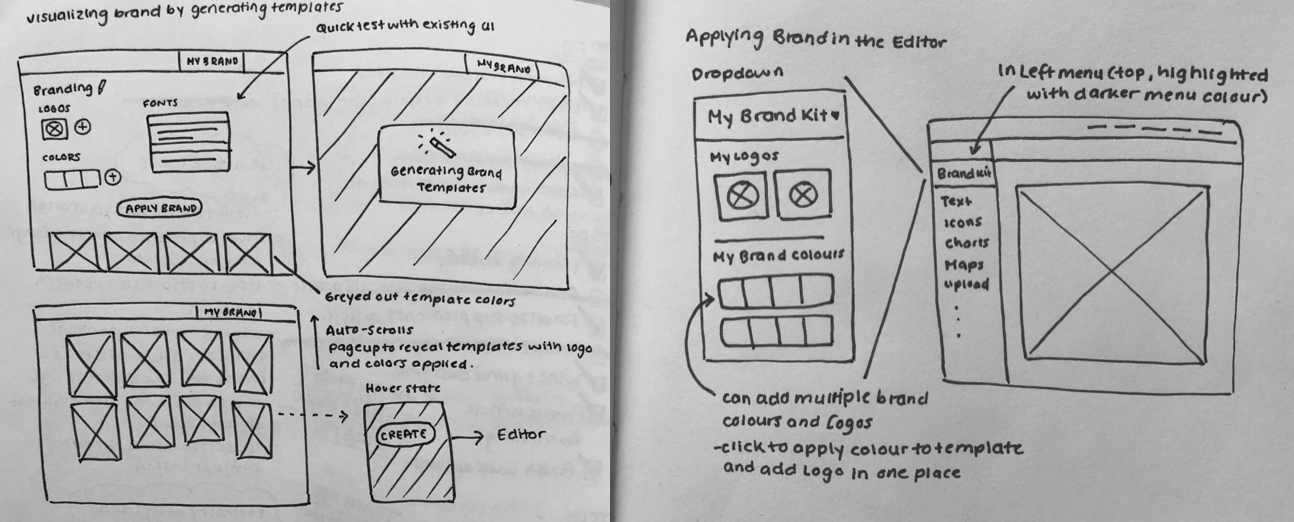 visualizing brand by generating templates
Quick test with existing ui
MY BRAND
Branding
LOGOS
FONTS
COLORS
APPLY BRAND
MY BRAND
Generating Brand
Templates
Greyed out template colors
Auto-scrolls
page up to reveal templates with logo
and colors applied.
MY BRAND
Hover state
CREATE
Editor
Applying Brand in the Editor
Dropdown
My Brand Kit
My Logos
My Brand colours
In Left menu (top, highlighted
with darker menu colour)
Brand Kit
Text
icons
charts
Maps
upload
can add multiple brand
colours and logos
-click to apply colour to template
and add Logo in one place